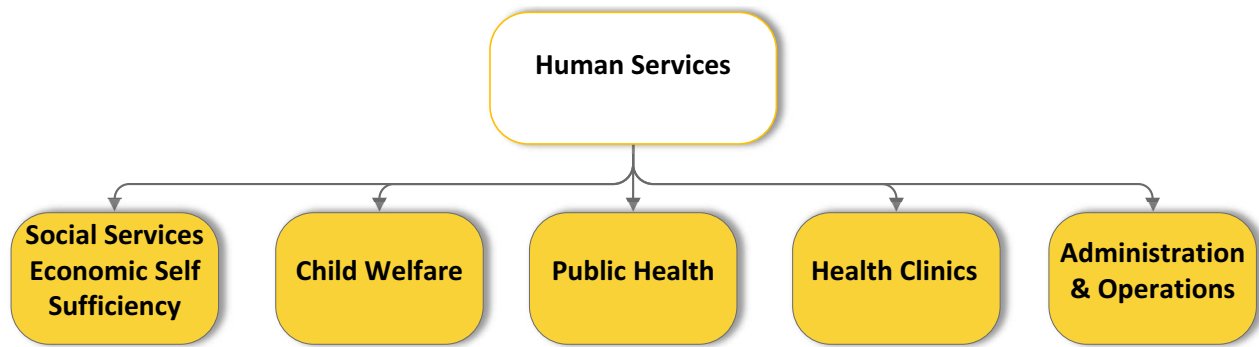 Human Services
Social Services
Economic Self
Sufficiency
Child Welfare
Public Health
Health Clinics
Administration
& Operations